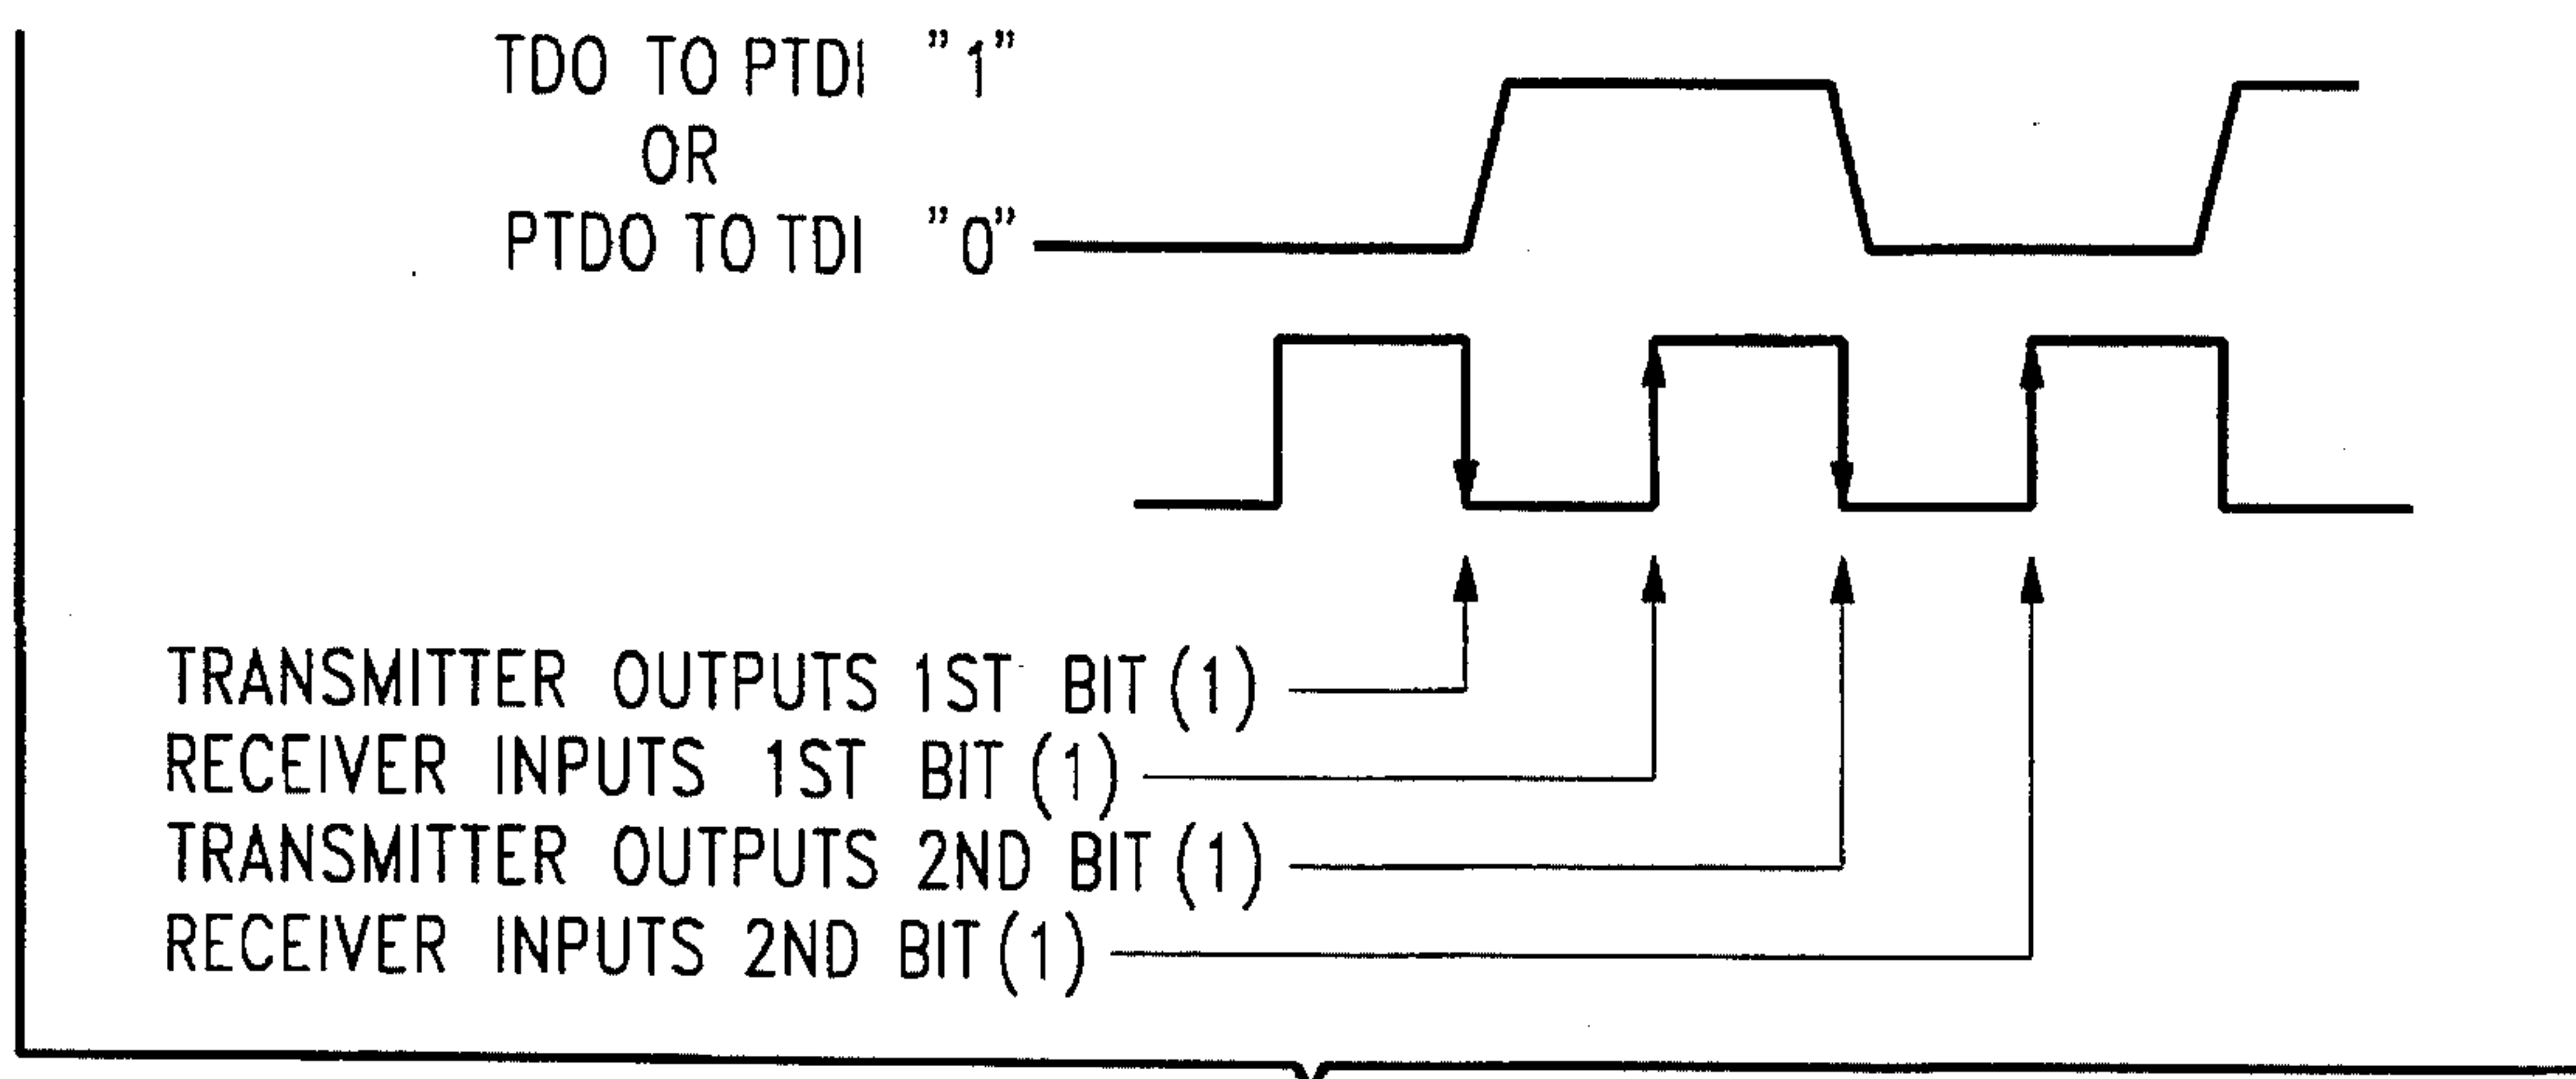 TDO TO PTDI "1"
OR
PTDO TO TDI "0"
TRANSMITTER OUTPUTS 1ST BIT (1)
RECEIVER INPUTS 1ST BIT (1)
TRANSMITTER OUTPUTS 2ND BIT (1)
RECEIVER INPUTS 2ND BIT (1)